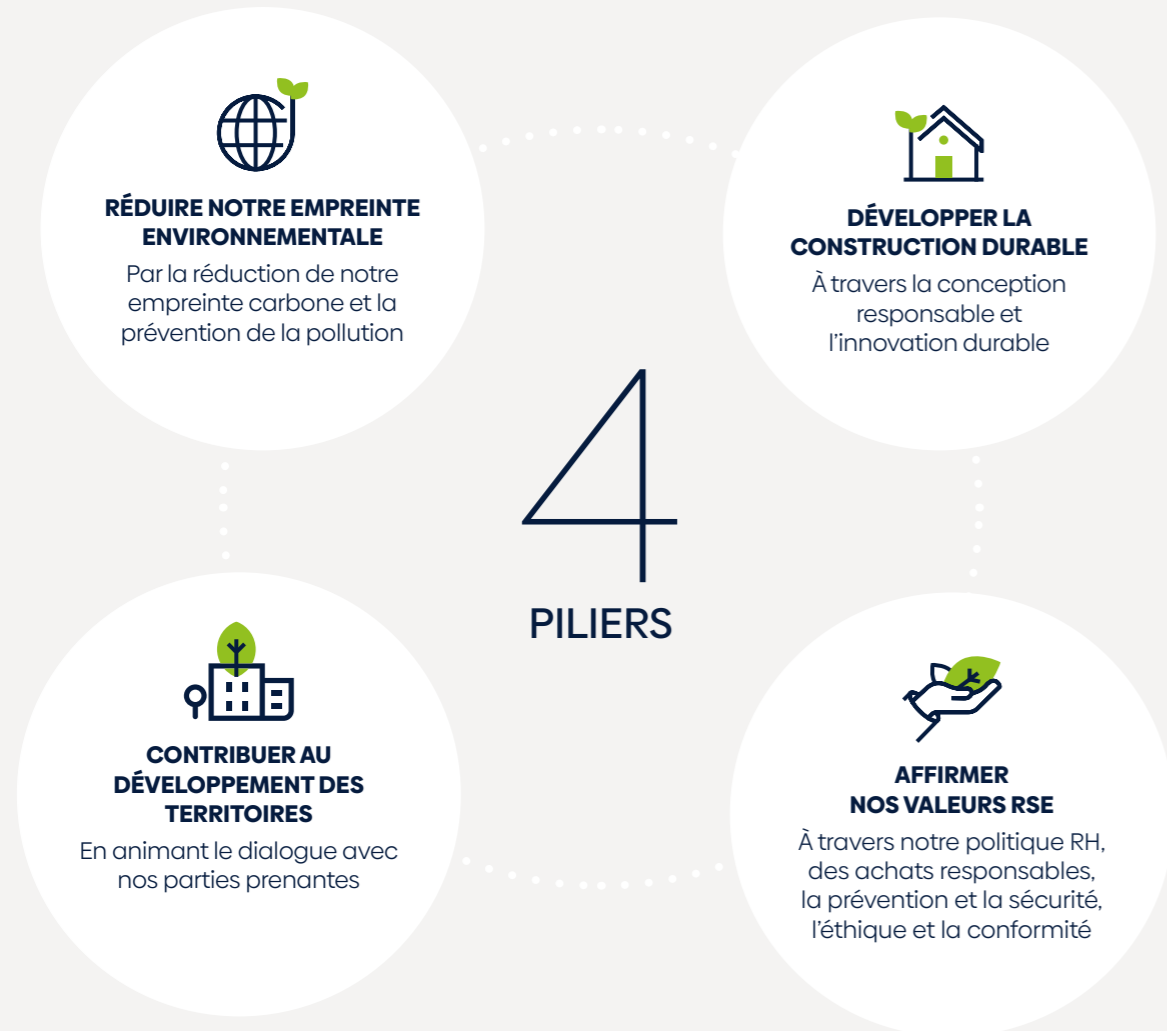 RÉDUIRE NOTRE EMPREINTE
ENVIRONNEMENTALE
Par la réduction de notre
empreinte carbone et la
prévention de la pollution
DÉVELOPPER LA
CONSTRUCTION DURABLE
À travers la conception
responsable et
l'innovation durable
4
PILIERS
CONTRIBUER AU
DÉVELOPPEMENT DES
TERRITOIRES
En animant le dialogue avec
nos parties prenantes
AFFIRMER
NOS VALEURS RSE
À travers notre politique RH,
des achats responsables,
la prévention et la sécurité,
l'éthique et la conformité